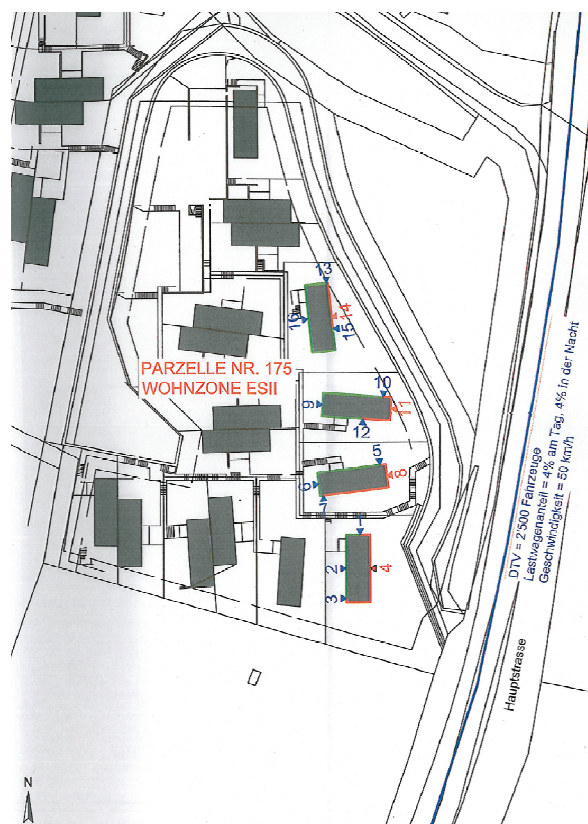 13
14
15
16
PARZELLE NR. 175
WOHNZONE ESII
10
9
11
12
5
6
8
7
1
2
4
3
DTV = 2'500 Fahrzeuge
Lastwagenanteil = 4% am Tag, 4% in der Nacht
Geschwindigkeit = 50 km/h
Hauptstrasse
N